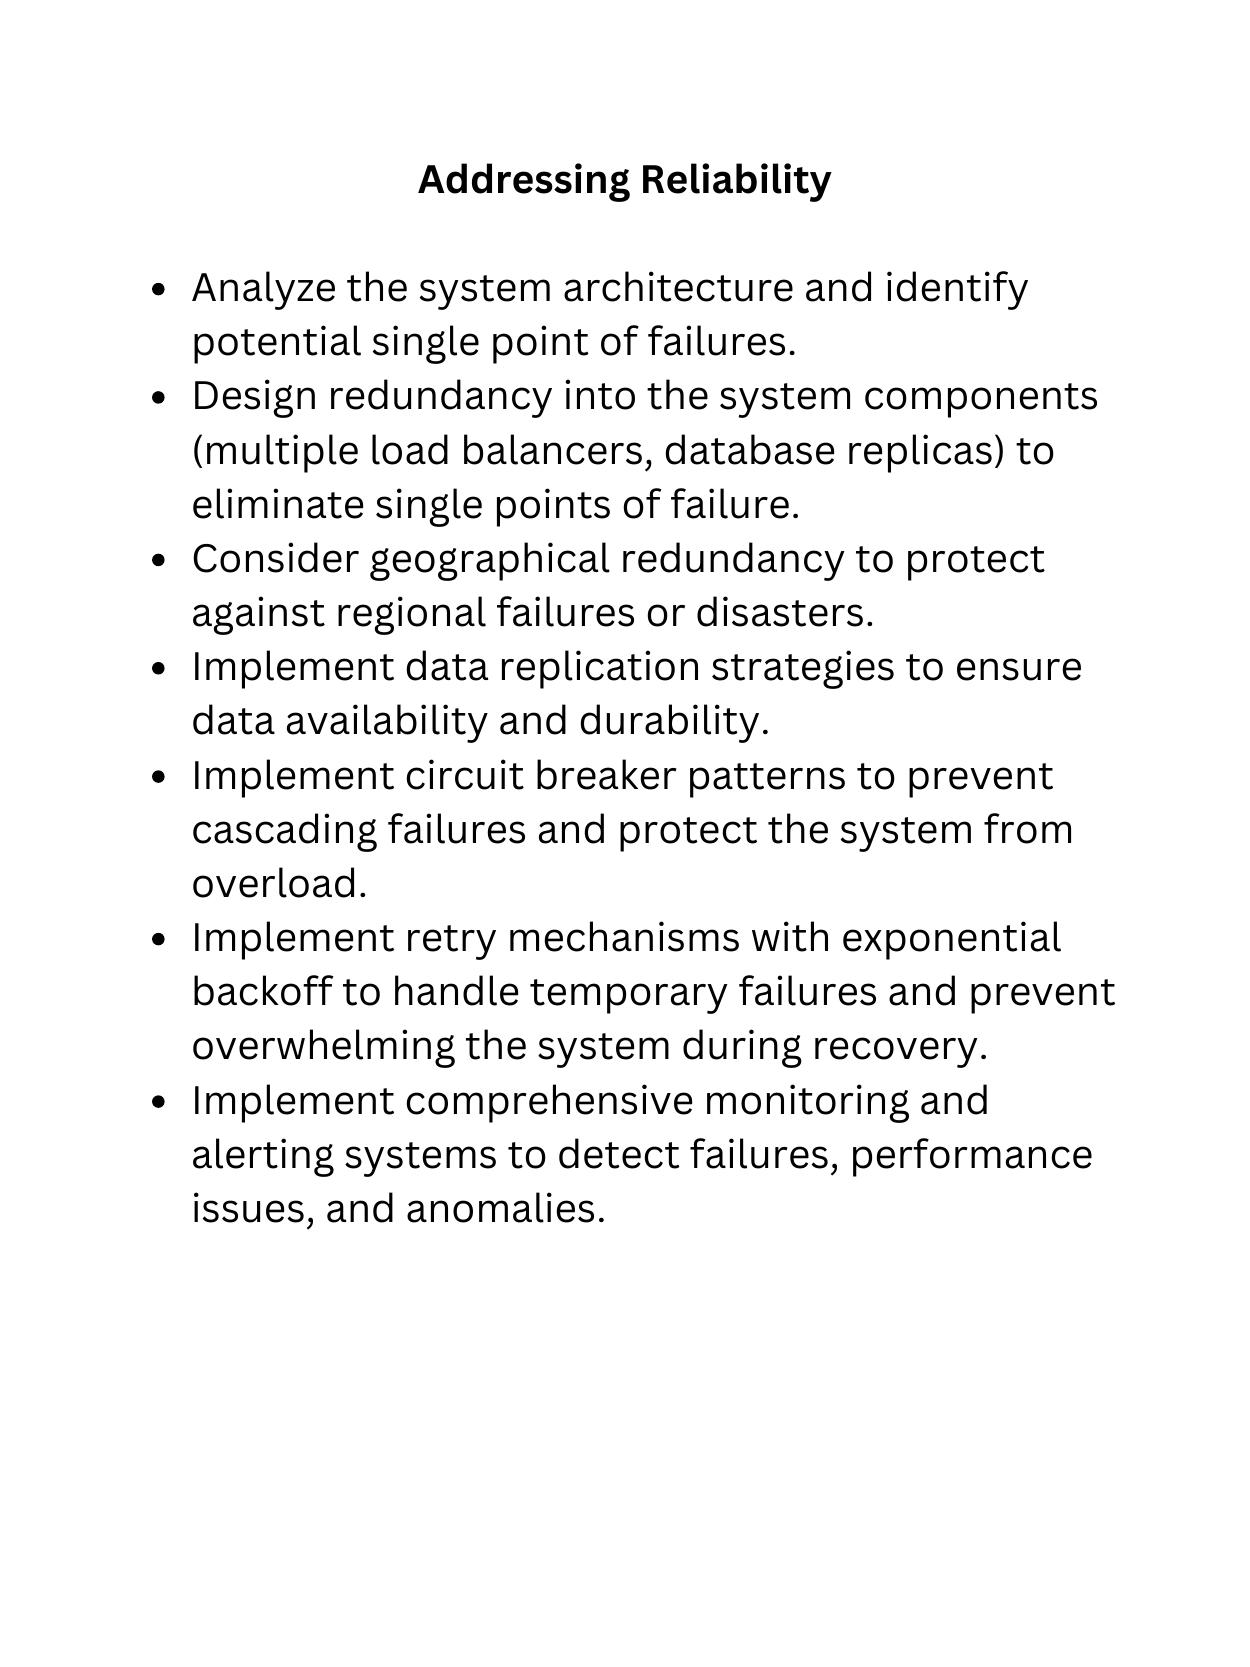 Addressing Reliability
• Analyze the system architecture and identify
potential single point of failures.
• Design redundancy into the system components
(multiple load balancers, database replicas) to
eliminate single points of failure.
• Consider geographical redundancy to protect
against regional failures or disasters.
• Implement data replication strategies to ensure
data availability and durability.
• Implement circuit breaker patterns to prevent
cascading failures and protect the system from
overload.
• Implement retry mechanisms with exponential
backoff to handle temporary failures and prevent
overwhelming the system during recovery.
• Implement comprehensive monitoring and
alerting systems to detect failures, performance
issues, and anomalies.